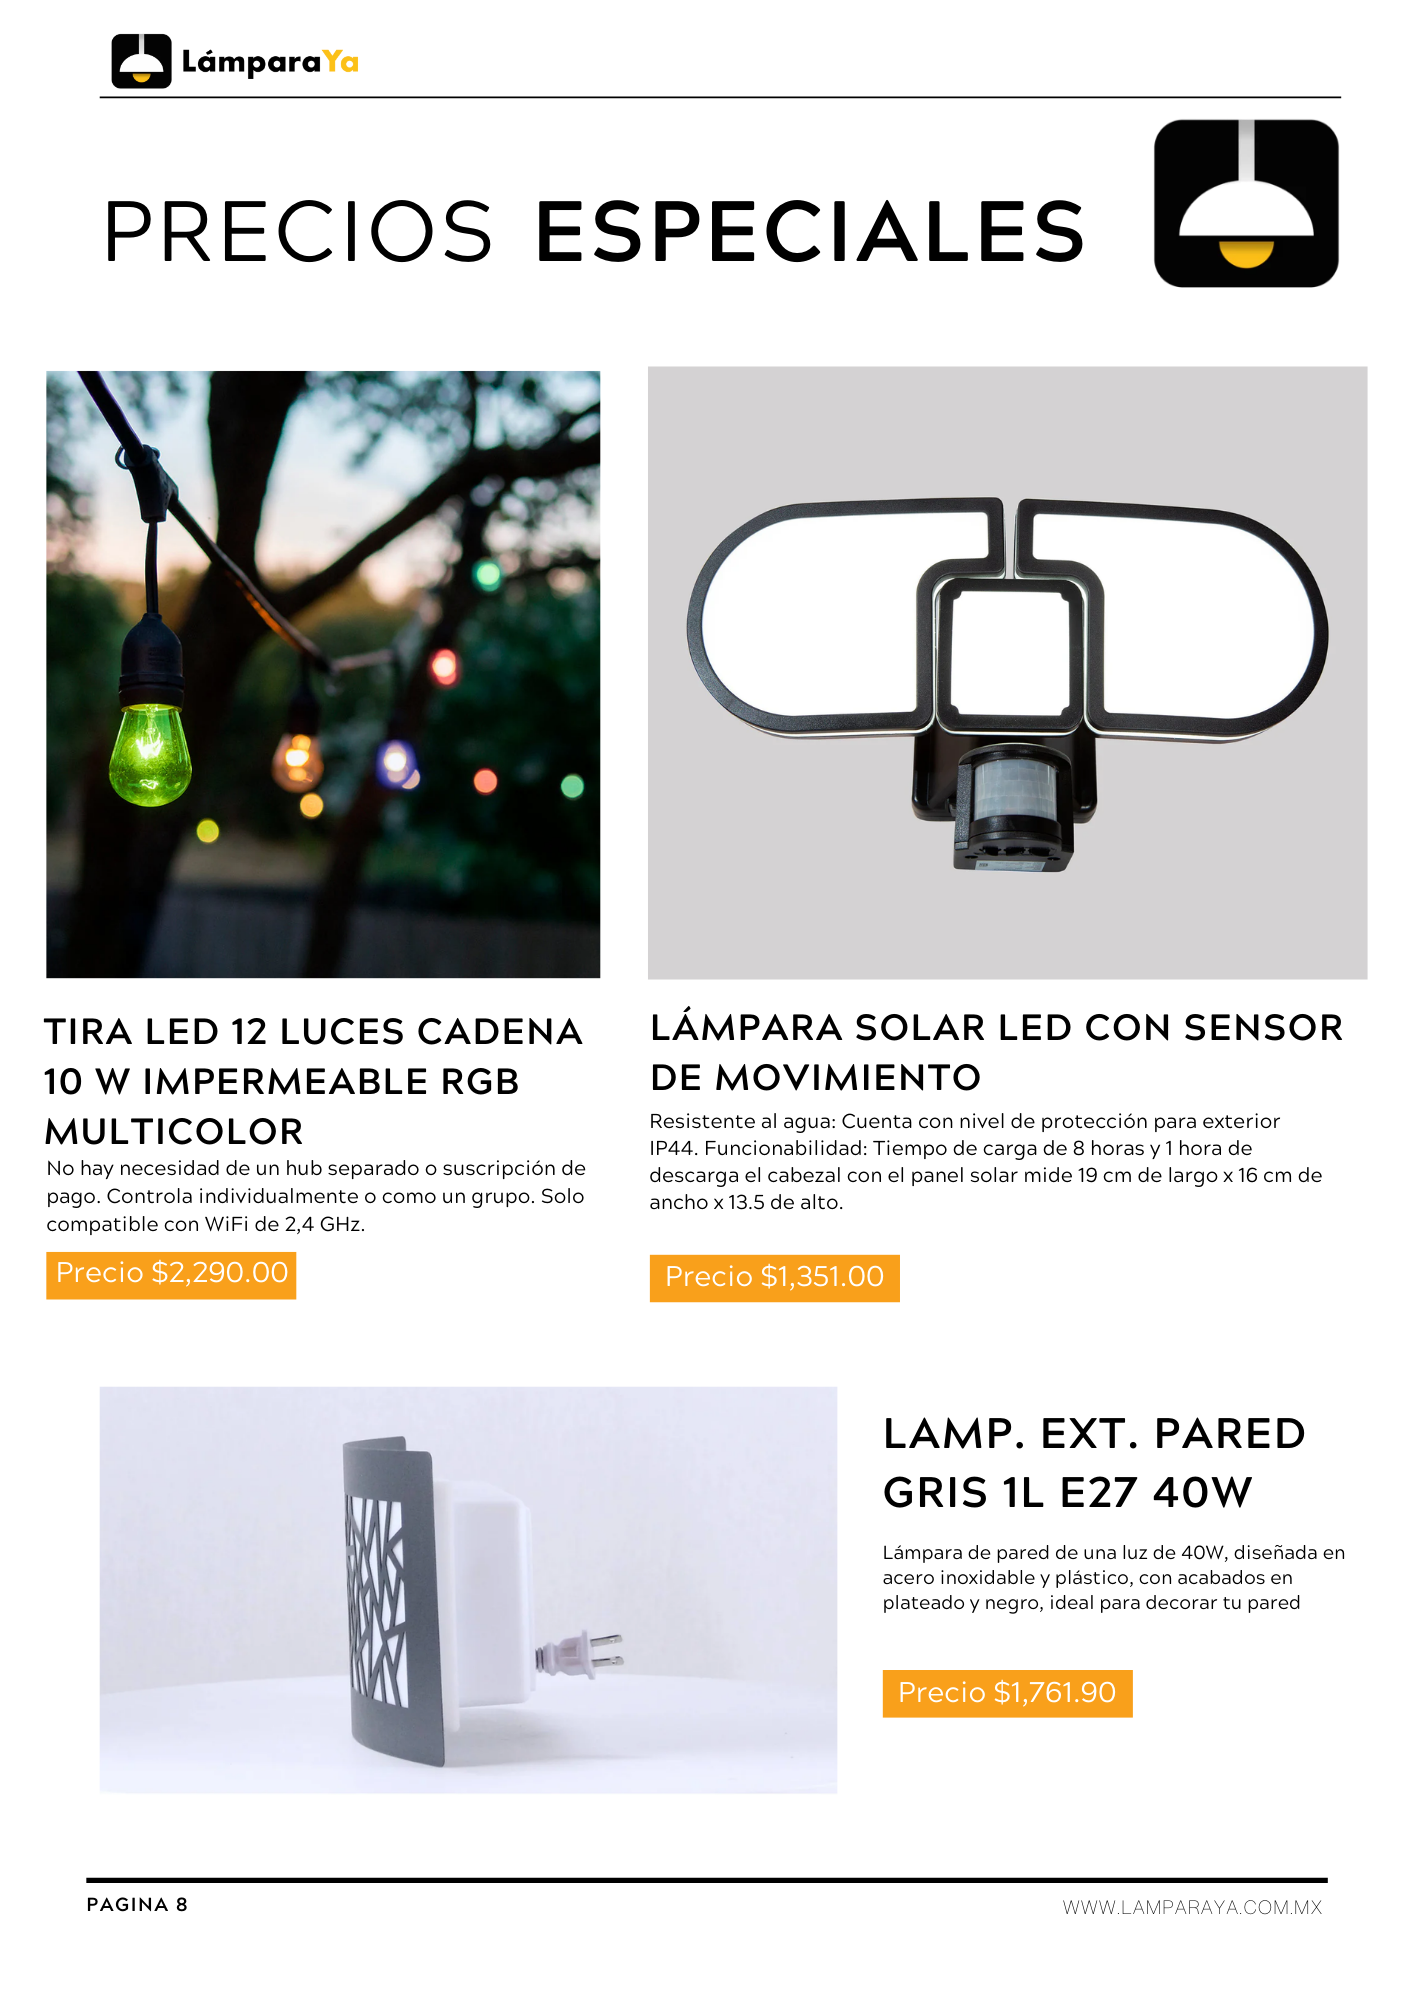 LámparaYa
PRECIOS ESPECIALES
TIRA LED 12 LUCES CADENA
10 W IMPERMEABLE RGB
MULTICOLOR
No hay necesidad de un hub separado o suscripción de
pago. Controla individualmente o como un grupo. Solo
compatible con WiFi de 2,4 GHz.
Precio $2,290.00
LÁMPARA SOLAR LED CON SENSOR
DE MOVIMIENTO
Resistente al agua: Cuenta con nivel de protección para exterior
IP44. Funcionabilidad: Tiempo de carga de 8 horas y 1 hora de
descarga el cabezal con el panel solar mide 19 cm de largo x 16 cm de
ancho x 13.5 de alto.
Precio $1,351.00
LAMP. EXT. PARED
GRIS 1L E27 40W
Lámpara de pared de una luz de 40W, diseñada en
acero inoxidable y plástico, con acabados en
plateado y negro, ideal para decorar tu pared
Precio $1,761.90
PAGINA 8
WWW.LAMPARAYA.COM.MX